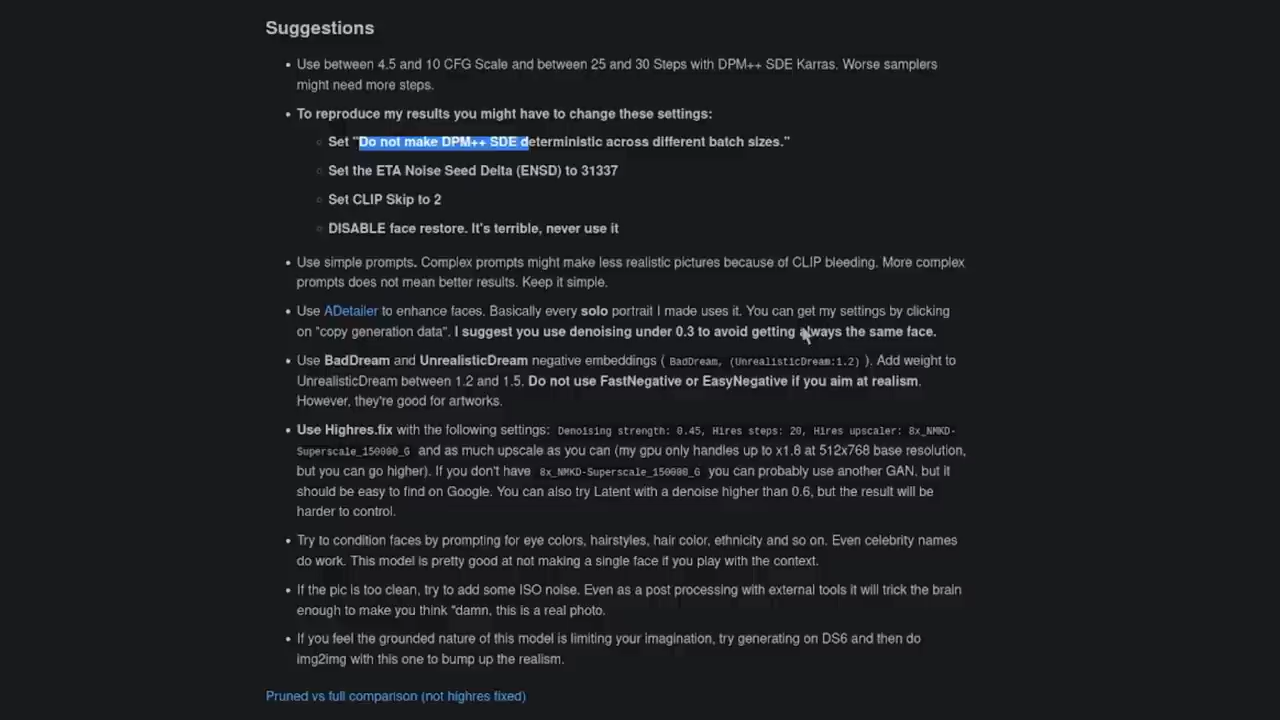 Suggestions
Use between 4.5 and 10 CFG Scale and between 25 and 30 Steps with DPM++ SDE Karras. Worse samplers
might need more steps.
To reproduce my results you might have to change these settings:
Set "Do not make DPM++ SDE deterministic across different batch sizes."
Set the ETA Noise Seed Delta (ENSD) to 31337
Set CLIP Skip to 2
DISABLE face restore. It's terrible, never use it
Use simple prompts. Complex prompts might make less realistic pictures because of CLIP bleeding. More complex
prompts does not mean better results. Keep it simple.
Use ADetailer to enhance faces. Basically every solo portrait I made uses it. You can get my settings by clicking
on "copy generation data". I suggest you use denoising under 0.3 to avoid getting always the same face.
Use BadDream and UnrealisticDream negative embeddings ( BadDream, (UnrealisticDream:1.2) ). Add weight to
UnrealisticDream between 1.2 and 1.5. Do not use FastNegative or EasyNegative if you aim at realism.
However, they're good for artworks.
Use Highres.fix with the following settings: Denoising strength: 0.45, Hires steps: 20, Hires upscaler: 8x_NMKD-
Superscale_150000_G and as much upscale as you can (my gpu only handles up to x1.8 at 512x768 base resolution,
but you can go higher). If you don't have 8x_NMKD-Superscale_150000_G you can probably use another GAN, but it
should be easy to find on Google. You can also try Latent with a denoise higher than 0.6, but the result will be
harder to control.
Try to condition faces by prompting for eye colors, hairstyles, hair color, ethnicity and so on. Even celebrity names
do work. This model is pretty good at not making a single face if you play with the context.
If the pic is too clean, try to add some ISO noise. Even as a post processing with external tools it will trick the brain
enough to make you think "damn, this is a real photo.
If you feel the grounded nature of this model is limiting your imagination, try generating on DS6 and then do
img2img with this one to bump up the realism.
Pruned vs full comparison (not highres fixed)